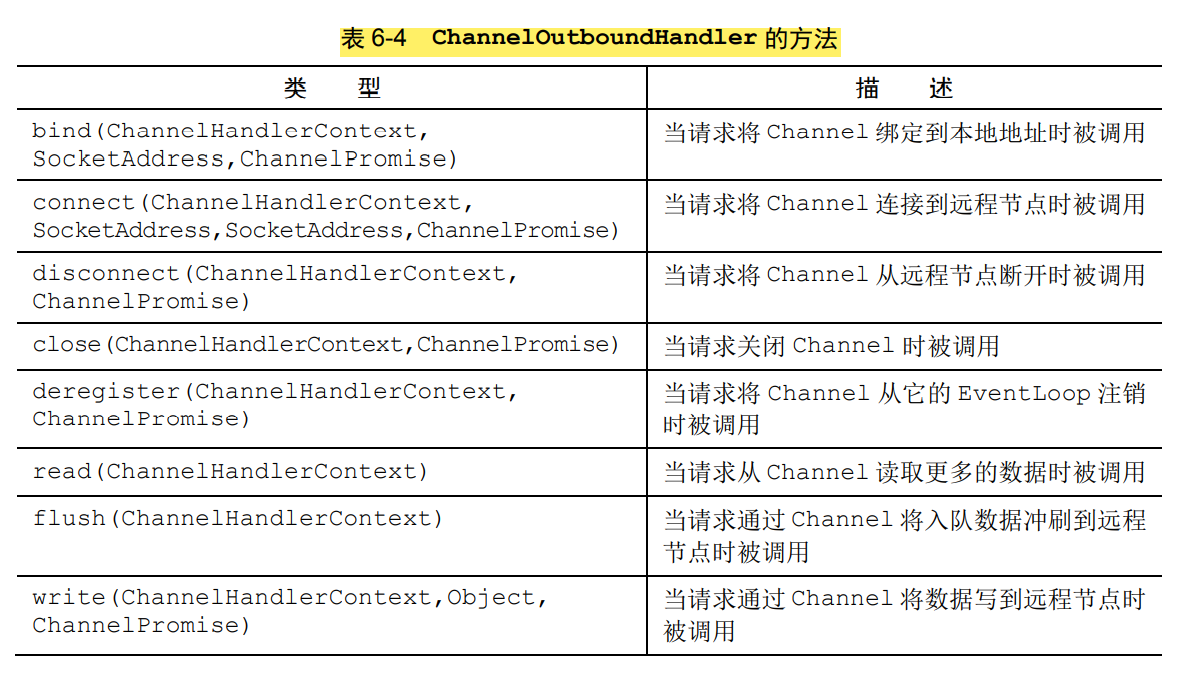 表 6-4 ChannelOutboundHandler 的方法
类 型
描 述
bind(ChannelHandlerContext,
SocketAddress,ChannelPromise)
当请求将 Channel 绑定到本地地址时被调用
connect(ChannelHandlerContext,
SocketAddress,SocketAddress,ChannelPromise)
当请求将 Channel 连接到远程节点时被调用
disconnect(ChannelHandlerContext,
ChannelPromise)
当请求将 Channel 从远程节点断开时被调用
close(ChannelHandlerContext,ChannelPromise)
当请求关闭 Channel 时被调用
deregister(ChannelHandlerContext,
ChannelPromise)
当请求将 Channel 从它的 EventLoop 注销
时被调用
read(ChannelHandlerContext)
当请求从 Channel 读取更多的数据时被调用
flush(ChannelHandlerContext)
当请求通过 Channel 将入队数据冲刷到远程
节点时被调用
write(ChannelHandlerContext,Object,
ChannelPromise)
当请求通过 Channel 将数据写到远程节点时
被调用